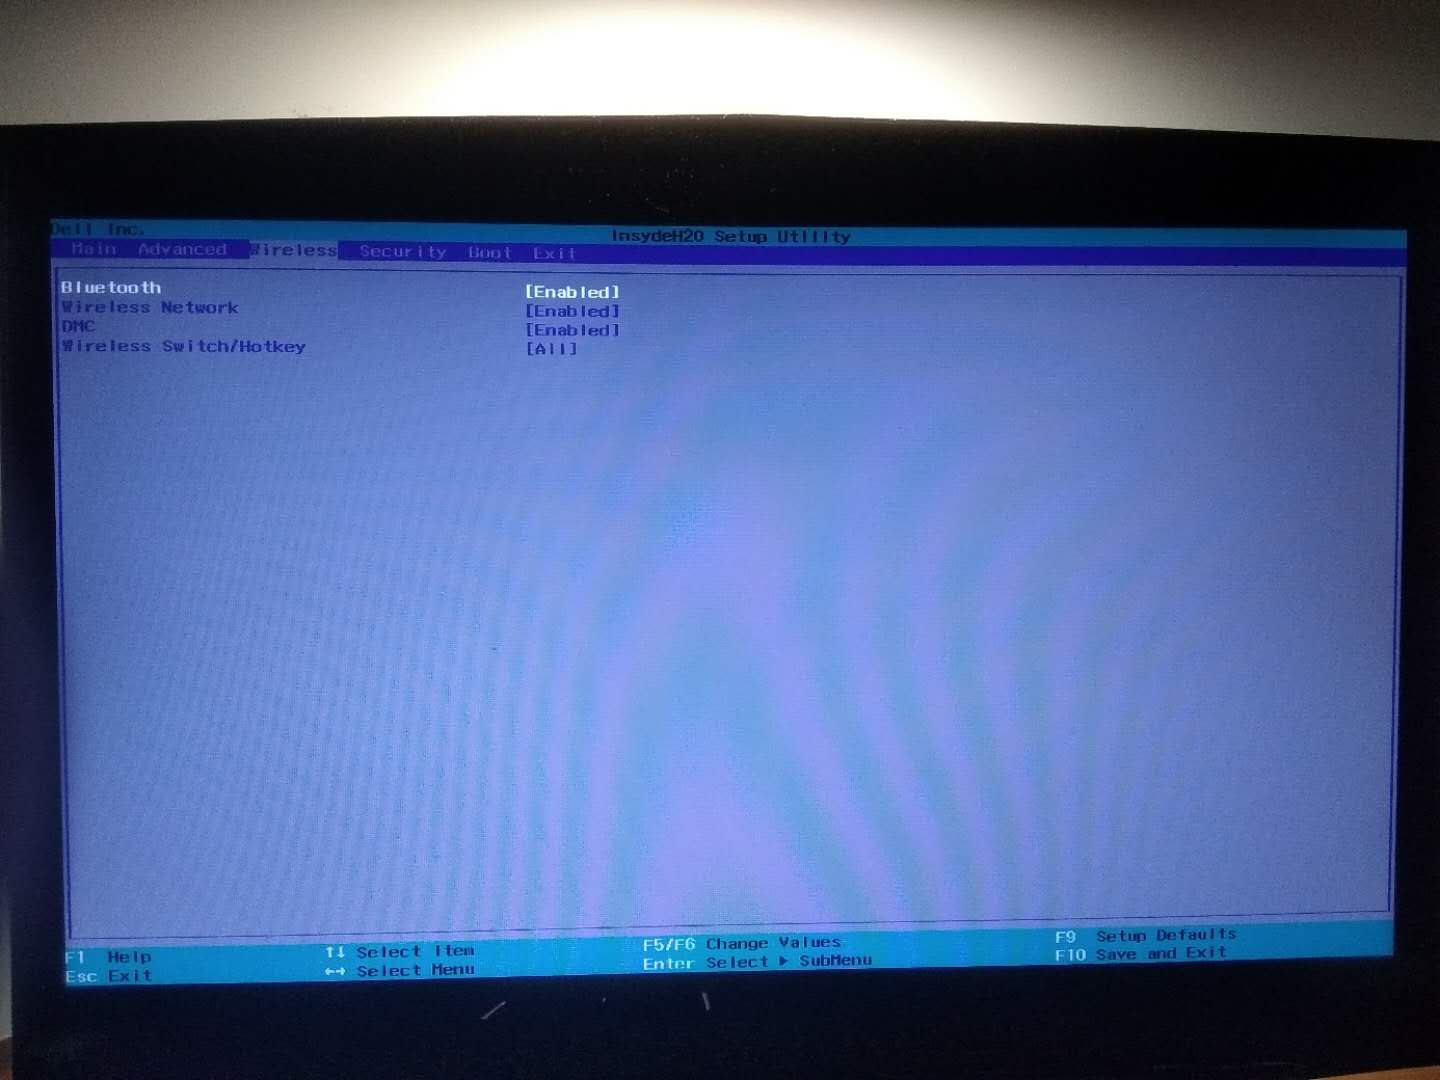 Dell Inc.
InsydeH20 Setup Utility
Main Advanced Wireless Security Boot Exit
Bluetooth [Enabled]
Wireless Network [Enabled]
DMC [Enabled]
Wireless Switch/Hotkey [All]
F1 Help ↑↓ Select Item F5/F6 Change Values F9 Setup Defaults
Esc Exit ←→ Select Menu Enter Select ▶ SubMenu F10 Save and Exit